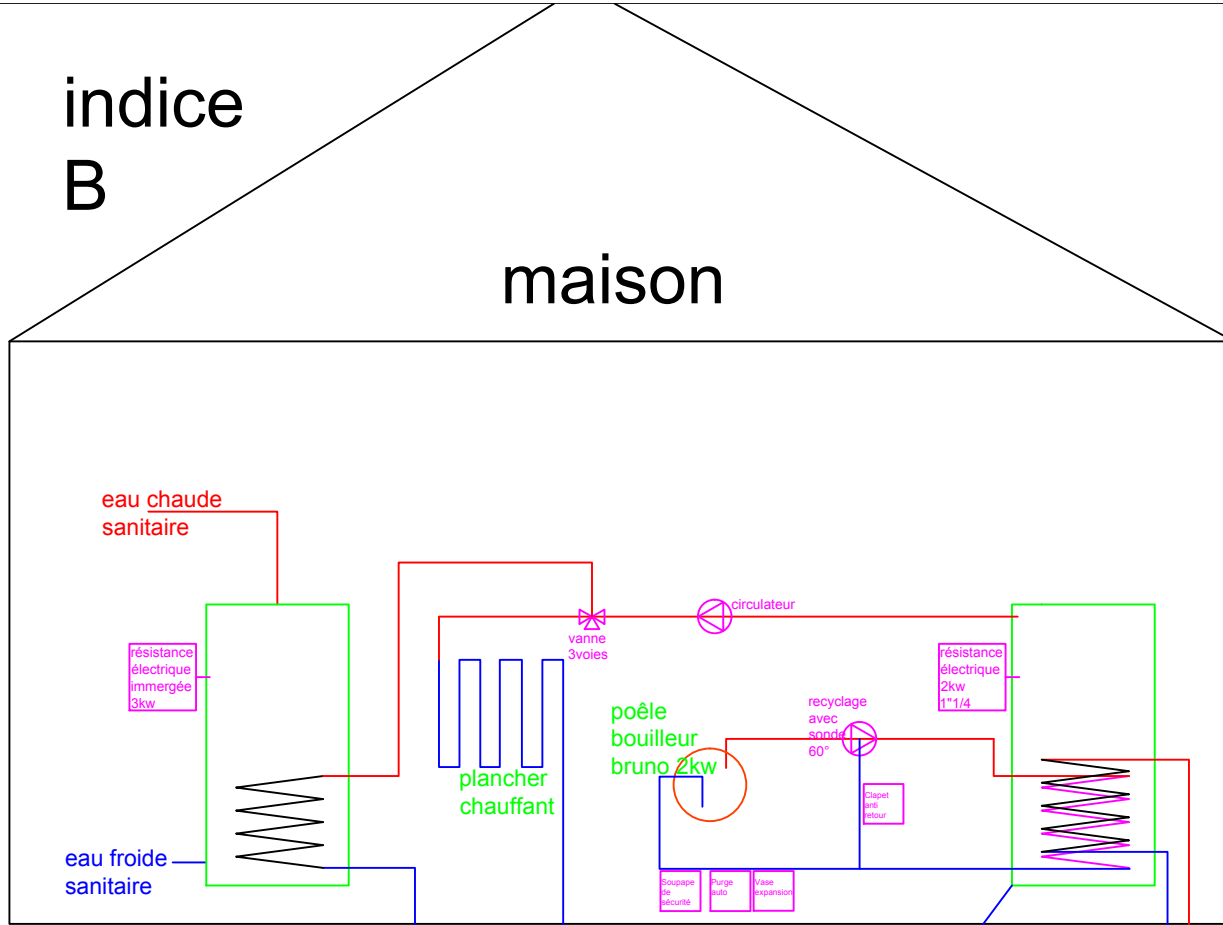 indice
B
maison
eau chaude
sanitaire
circulateur
vanne
3voies
résistance
électrique
immergée
3kw
résistance
électrique
2kw
1"1/4
recyclage
avec
sonde
60°
poêle
bouilleur
bruno 2kw
plancher
chauffant
Clapet
anti
retour
eau froide
sanitaire
Soupape
de
sécurité
Purge
auto
Vase
expansion